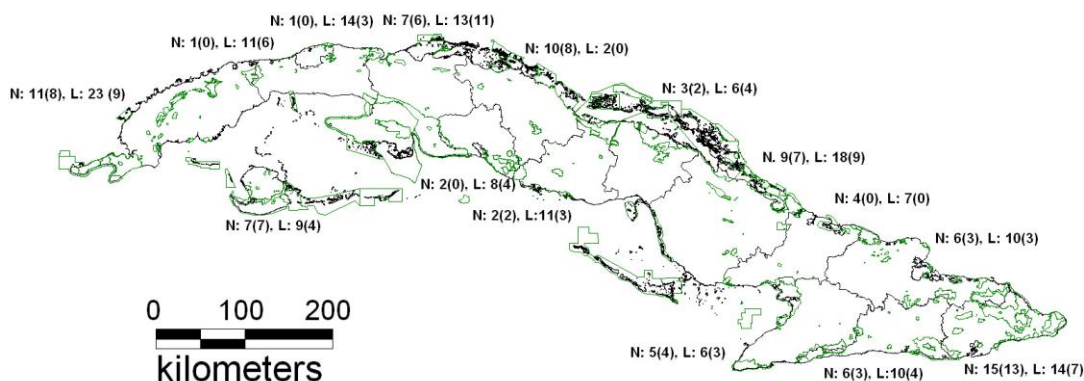 N: 1(0), L: 14(3) N: 7(6), L: 13(11)
N: 1(0), L: 11(6)
N: 10(8), L: 2(0)
N: 11(8), L: 23 (9)
N: 3(2), L: 6(4)
N: 9(7), L: 18(9)
N: 2(0), L: 8(4)
N: 4(0), L: 7(0)
N: 2(2), L:11(3)
N: 7(7), L: 9(4)
N: 6(3), L: 10(3)
0 100 200
kilometers
N: 5(4), L: 6(3)
N: 6(3), L:10(4)
N: 15(13), L: 14(7)